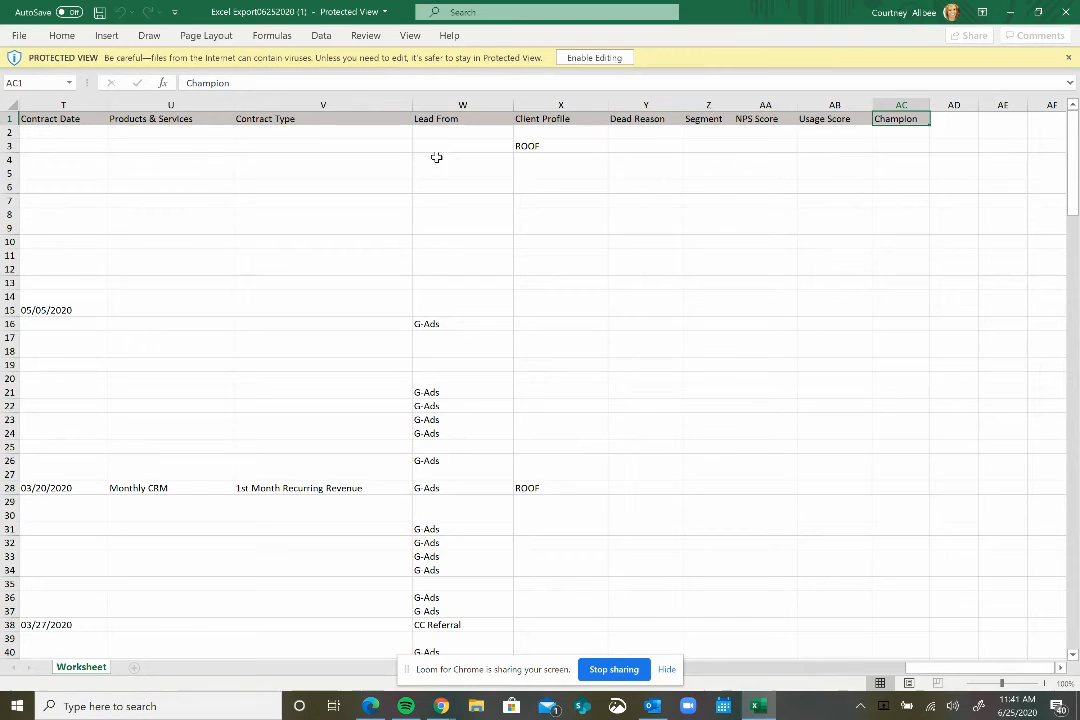 AutoSave Off Excel Export06252020 (1) - Protected View Search Courtney Allbee
File Home Insert Draw Page Layout Formulas Data Review View Help Share Comments
PROTECTED VIEW Be careful—files from the Internet can contain viruses. Unless you need to edit, it's safer to stay in Protected View. Enable Editing
AC1 fx Champion
T U V W X Y Z AA AB AC AD AE AF
1 Contract Date Products & Services Contract Type Lead From Client Profile Dead Reason Segment NPS Score Usage Score Champion
2
3 ROOF
4
5
6
7
8
9
10
11
12
13
14
15 05/05/2020
16 G-Ads
17
18
19
20
21 G-Ads
22 G-Ads
23 G-Ads
24 G-Ads
25
26 G-Ads
27
28 03/20/2020 Monthly CRM 1st Month Recurring Revenue G-Ads ROOF
29
30
31 G-Ads
32 G-Ads
33 G-Ads
34 G-Ads
35
36 G-Ads
37 G-Ads
38 03/27/2020 CC Referral
39
40 G-Ads
Loom for Chrome is sharing your screen. Stop sharing Hide
Worksheet
100%
Type here to search
1
11:41 AM
6/25/2020
40